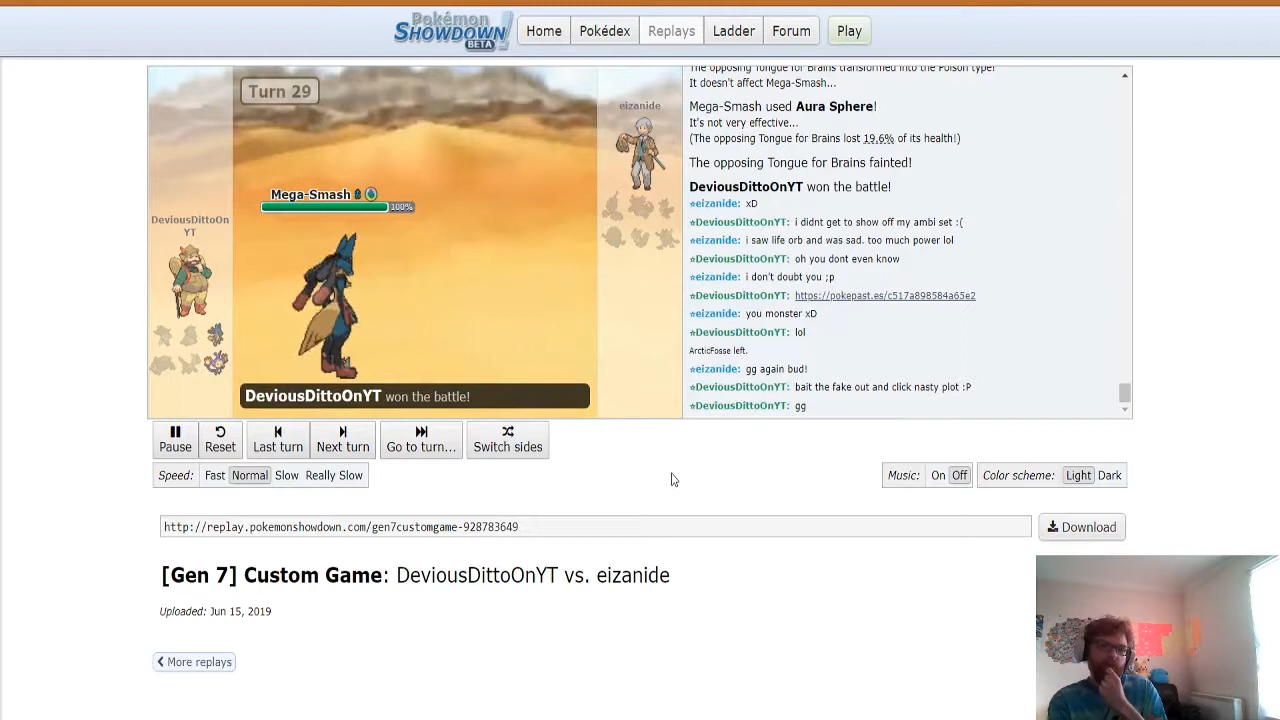 Pokémon
SHOWDOWN!
BETA
Home
Pokédex
Replays
Ladder
Forum
Play
Turn 29
DeviousDittoOn
YT
Mega-Smash
100%
eizanide
DeviousDittoOnYT won the battle!
The opposing Tongue for Brains transformed into the Poison type!
It doesn't affect Mega-Smash...
Mega-Smash used Aura Sphere!
It's not very effective...
(The opposing Tongue for Brains lost 19.6% of its health!)
The opposing Tongue for Brains fainted!
DeviousDittoOnYT won the battle!
☆eizanide: xD
☆DeviousDittoOnYT: i didnt get to show off my ambi set :(
☆eizanide: i saw life orb and was sad. too much power lol
☆DeviousDittoOnYT: oh you dont even know
☆eizanide: i don't doubt you ;p
☆DeviousDittoOnYT: https://pokepast.es/c517a898584a65e2
☆eizanide: you monster xD
☆DeviousDittoOnYT: lol
ArcticFosse left.
☆eizanide: gg again bud!
☆DeviousDittoOnYT: bait the fake out and click nasty plot :P
☆DeviousDittoOnYT: gg
Pause
Reset
Last turn
Next turn
Go to turn...
Switch sides
Speed: Fast Normal Slow Really Slow
Music: On Off
Color scheme: Light Dark
http://replay.pokemonshowdown.com/gen7customgame-928783649
Download
[Gen 7] Custom Game: DeviousDittoOnYT vs. eizanide
Uploaded: Jun 15, 2019
More replays